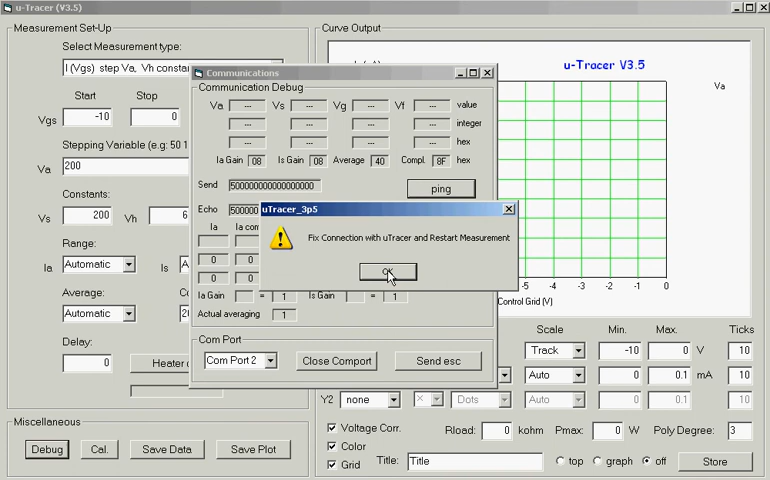 u-Tracer (V3.5)
Measurement Set-Up
Select Measurement type:
I (Vgs) step Va, Vh constan
Start Stop
Vgs -10 0
Stepping Variable (e.g: 50 1
Va
200
Constants:
Vs 200 Vh 6
Range:
Ia Automatic Is A
Average:
Automatic
Delay:
0
Miscellaneous
Debug Cal. Save Data Save Plot
Communications
Communication Debug
Va --- Vs --- Vg --- Vf --- value
--- --- --- --- integer
--- --- --- --- hex
Ia Gain 08 Is Gain 08 Average 40 Compl. 8F hex
Send 500000000000000000 ping
Echo 500000
Ia Ia com
0 0
0 0
Ia Gain = 1 Is Gain = 1
Actual averaging 1
Com Port
Com Port 2 Close Comport Send esc
uTracer_3p5
Fix Connection with uTracer and Restart Measurement
OK
Curve Output
u-Tracer V3.5
Va
-5 -4 -3 -2 -1 0
Control Grid (V)
Scale Min. Max. Ticks
Track -10 0 V 10
Auto 0 0.1 mA 10
Y2 none × Dots Auto 0 0.1 10
Voltage Corr. Rload: 0 kohm Pmax: 0 W Poly Degree: 3
Color
Grid Title: Title top graph off Store